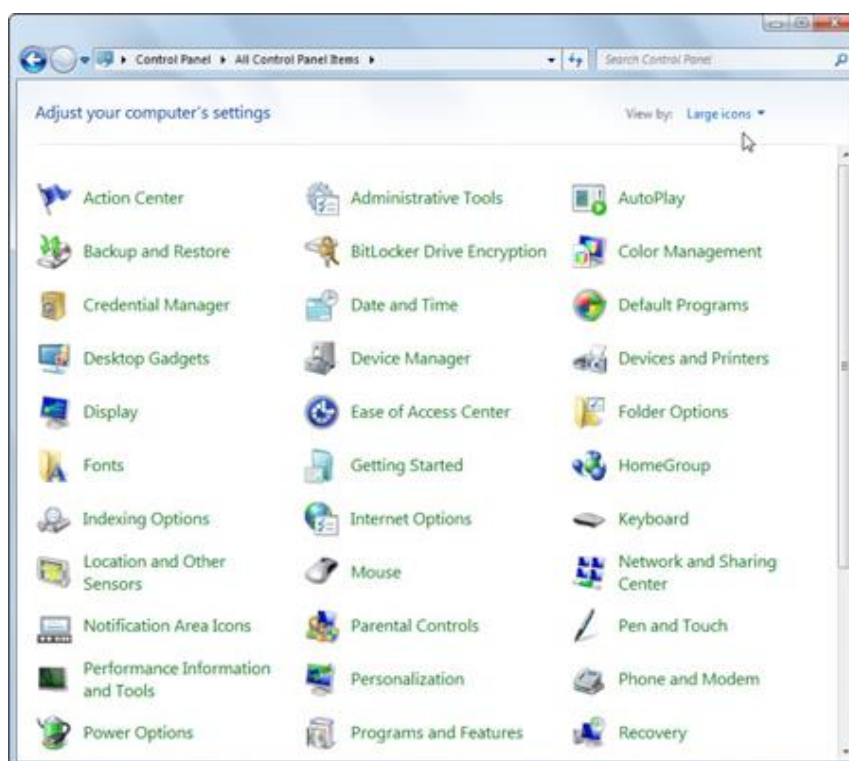 Control Panel All Control Panel Items
Search Control Panel
Adjust your computer's settings
View by: Large icons
Action Center
Administrative Tools
AutoPlay
Backup and Restore
BitLocker Drive Encryption
Color Management
Credential Manager
Date and Time
Default Programs
Desktop Gadgets
Device Manager
Devices and Printers
Display
Ease of Access Center
Folder Options
Fonts
Getting Started
HomeGroup
Indexing Options
Internet Options
Keyboard
Location and Other
Sensors
Mouse
Network and Sharing
Center
Notification Area Icons
Parental Controls
Pen and Touch
Performance Information
and Tools
Personalization
Phone and Modem
Power Options
Programs and Features
Recovery